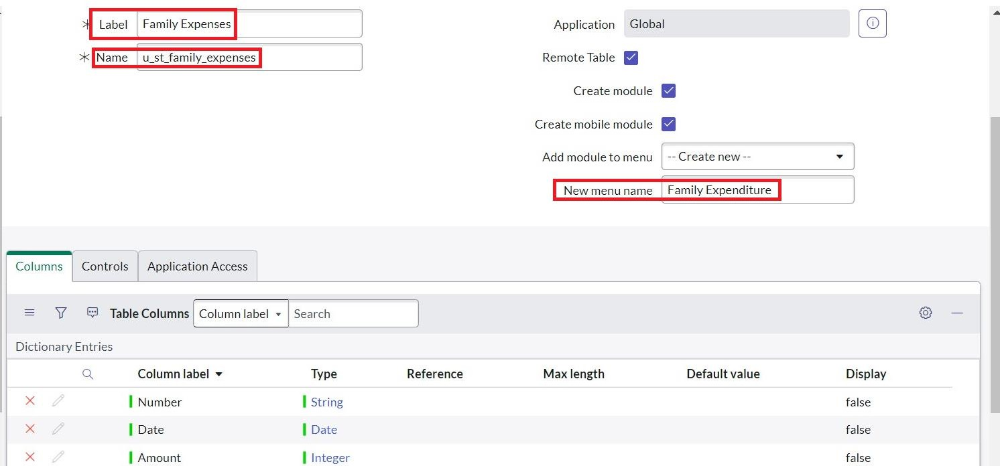 Label Family Expenses
Name u_st_family_expenses
Application Global
Remote Table
Create module
Create mobile module
Add module to menu -- Create new --
New menu name Family Expenditure
Columns Controls Application Access
Table Columns Column label Search
Dictionary Entries
Column label Type Reference Max length Default value Display
Number String false
Date Date false
Amount Integer false